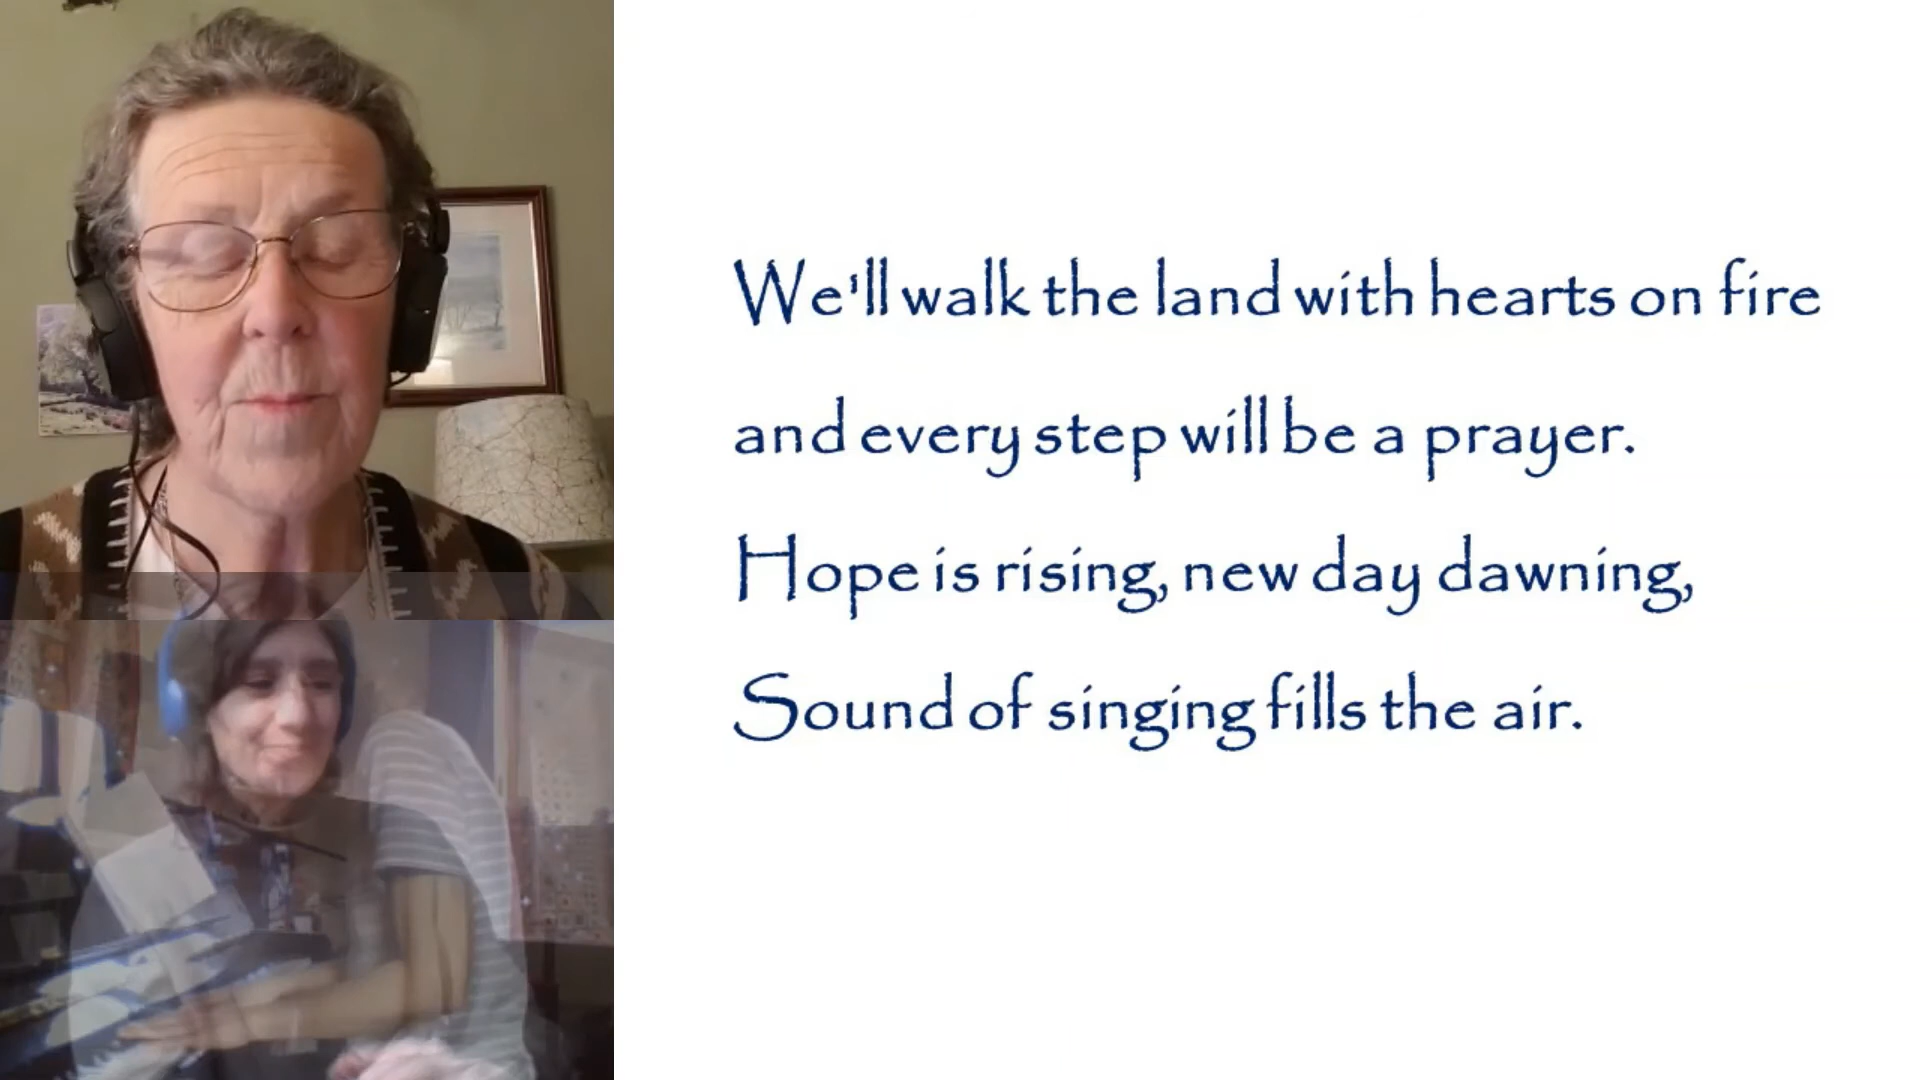 We'll walk the land with hearts on fire
and every step will be a prayer.
Hope is rising, new day dawning,
Sound of singing fills the air.